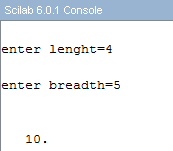 Scilab 6.0.1 Console
enter lenght=4
enter breadth=5
10.